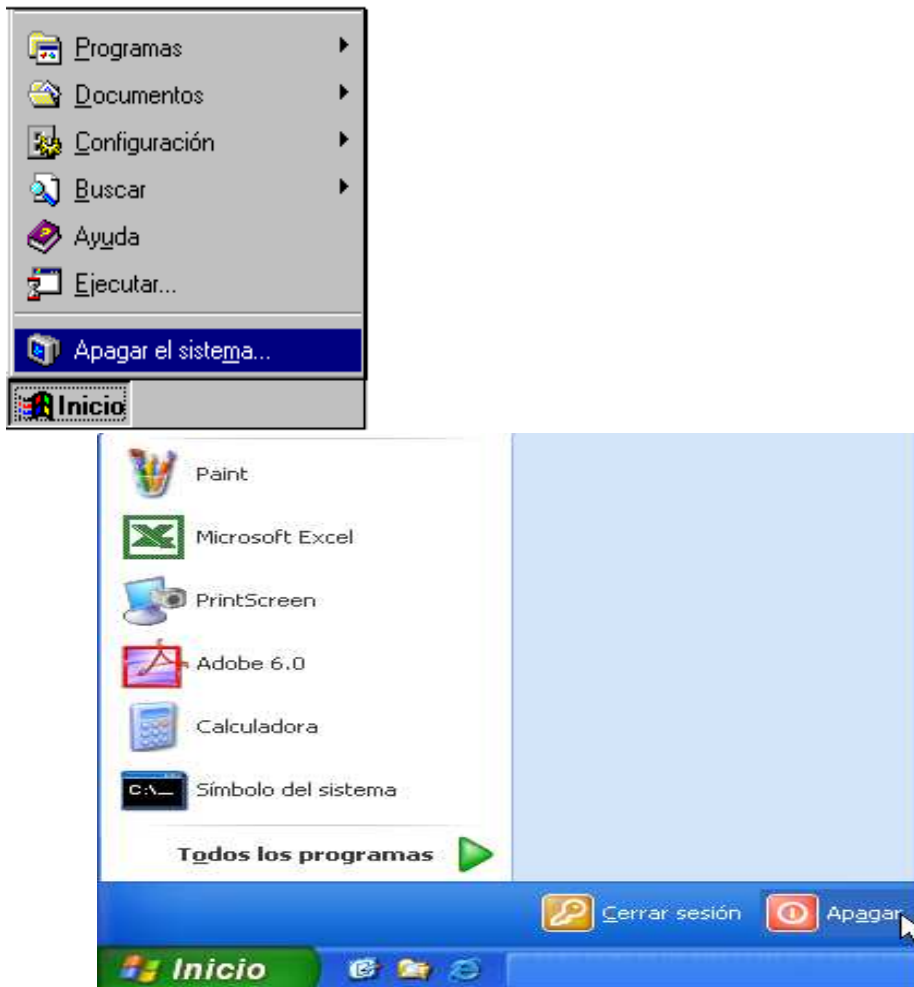 Programas
Documentos
Configuración
Buscar
Ayuda
Ejecutar...
Apagar el sistema...
Inicio
Paint
Microsoft Excel
PrintScreen
Adobe 6.0
Calculadora
C:\_
Símbolo del sistema
Todos los programas
Cerrar sesión
Apagar
Inicio